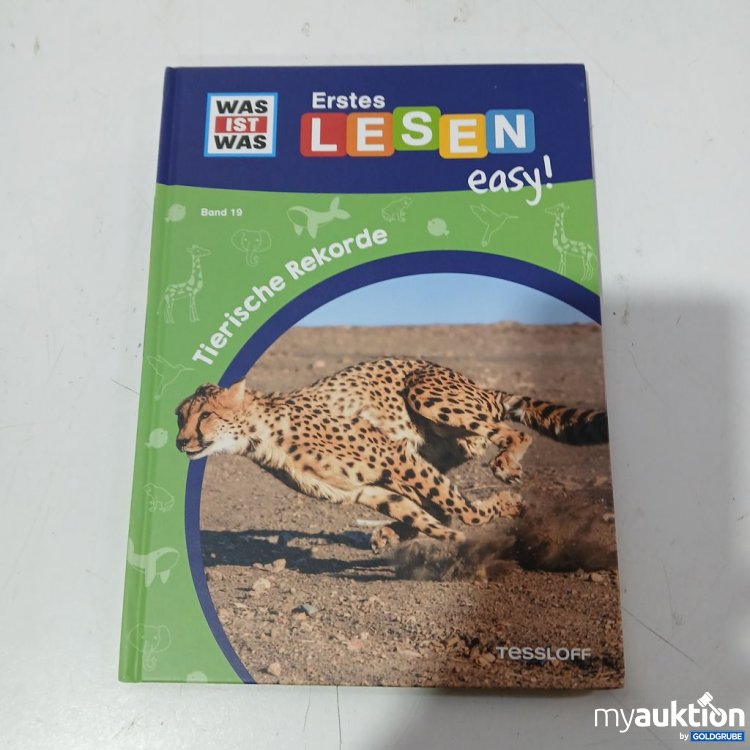 WAS
IST
WAS
Erstes
LESEN
easy!
Band 19
Tierische Rekorde
TESSLOFF
myauktion
by GOLDGRUBE